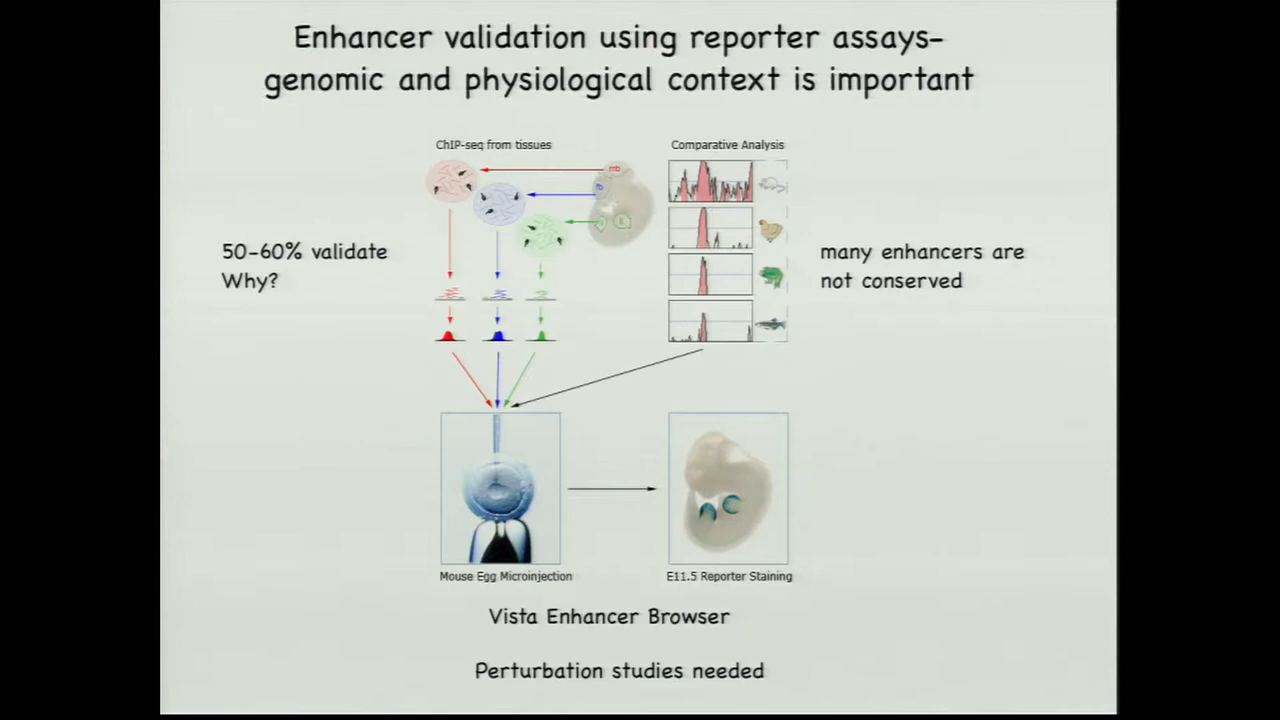 Enhancer validation using reporter assays-
genomic and physiological context is important
ChIP-seq from tissues
Comparative Analysis
mb
50-60% validate
Why?
many enhancers are
not conserved
Mouse Egg Microinjection
E11.5 Reporter Staining
Vista Enhancer Browser
Perturbation studies needed